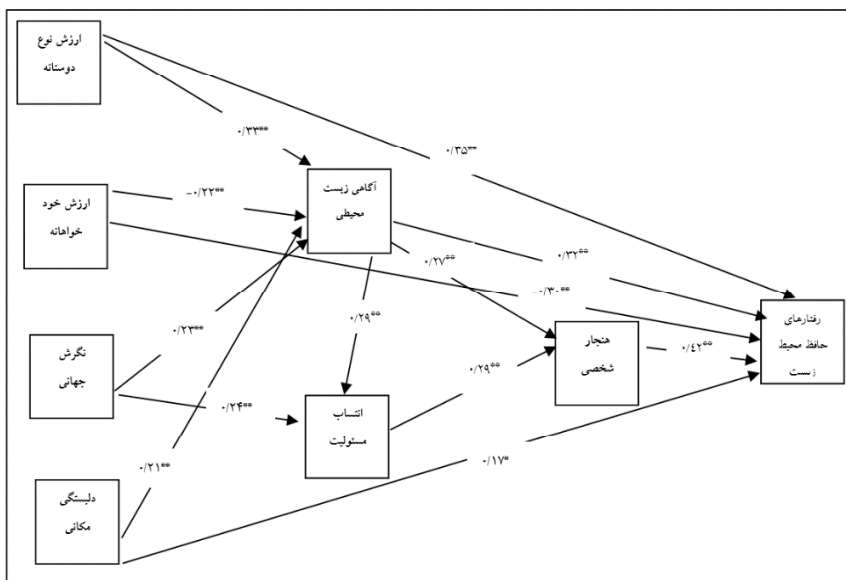 ارزش نوع
دوستانه
۰/۳۳**
۰/۳۵**
ارزش خود
خواهانه
-۰/۲۲**
آگاهی زیست
محیطی
۰/۲۷**
۰/۳۲**
-۰/۳۰**
رفتارهای
حافظ محیط
زیست
نگرش
جهانی
۰/۲۳**
۰/۲۹**
هنجار
شخصی
۰/٤۲**
۰/۲۴**
انتساب
مسئولیت
۰/۲۹**
دلبستگی
مکانی
۰/۲۱**
۰/۱۷*